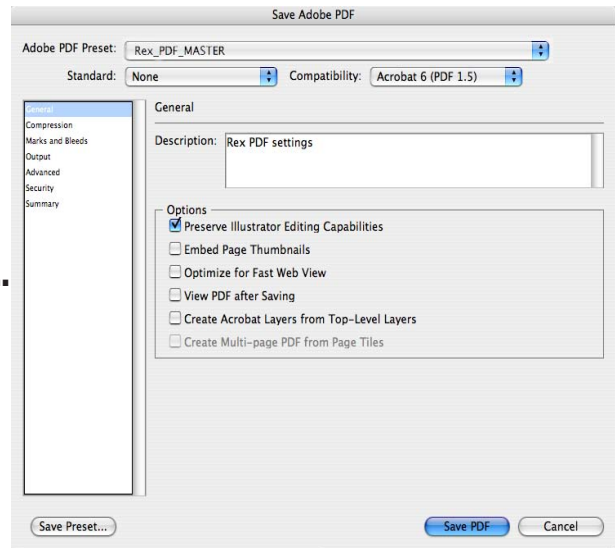 Save Adobe PDF
Adobe PDF Preset: Rex_PDF_MASTER
Standard: None Compatibility: Acrobat 6 (PDF 1.5)
General
Compression
Marks and Bleeds
Output
Advanced
Security
Summary
General
Description: Rex PDF settings
Options
Preserve Illustrator Editing Capabilities
Embed Page Thumbnails
Optimize for Fast Web View
View PDF after Saving
Create Acrobat Layers from Top-Level Layers
Create Multi-page PDF from Page Tiles
Save Preset... Save PDF Cancel